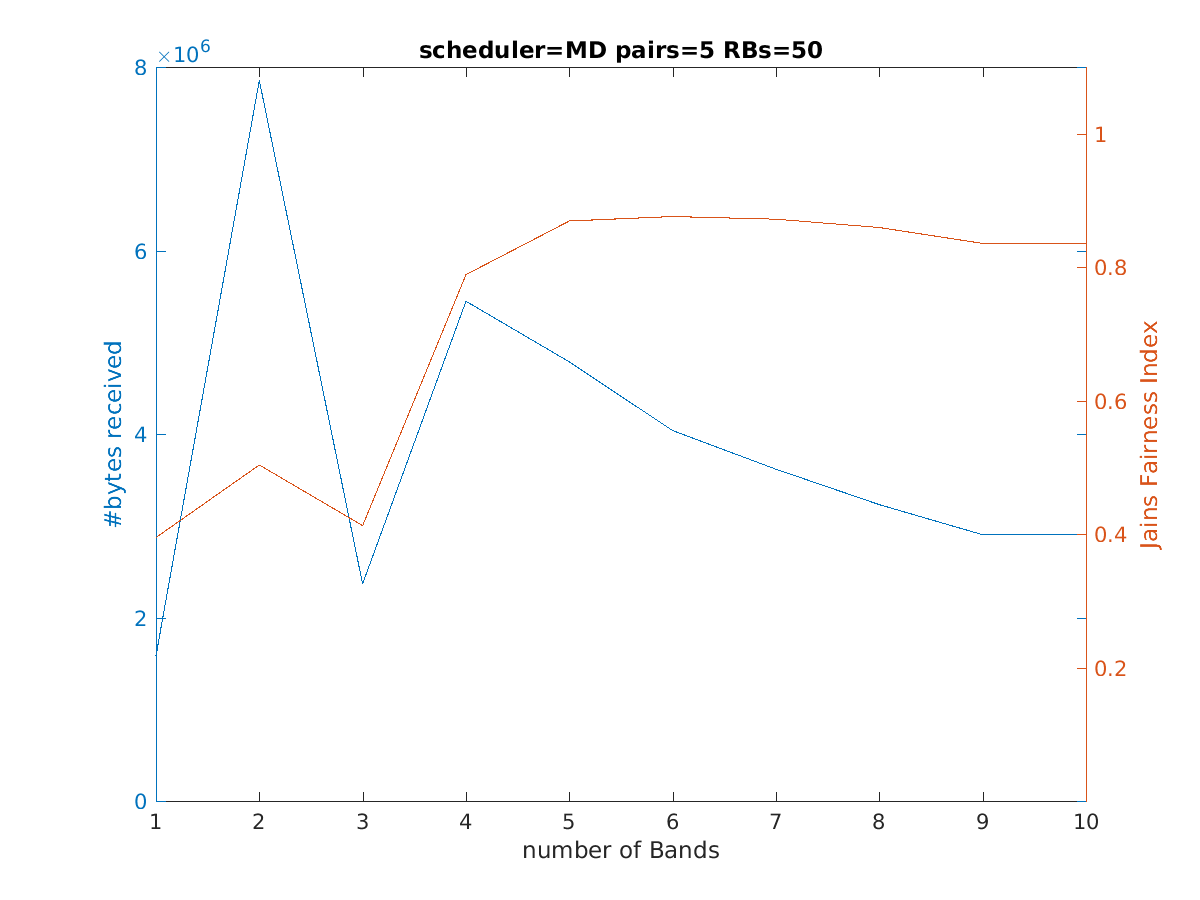 scheduler=MD pairs=5 RBs=50
×10^6
8
6
4
2
0
#bytes received
1
0.8
0.6
0.4
0.2
Jains Fairness Index
1 2 3 4 5 6 7 8 9 10
number of Bands